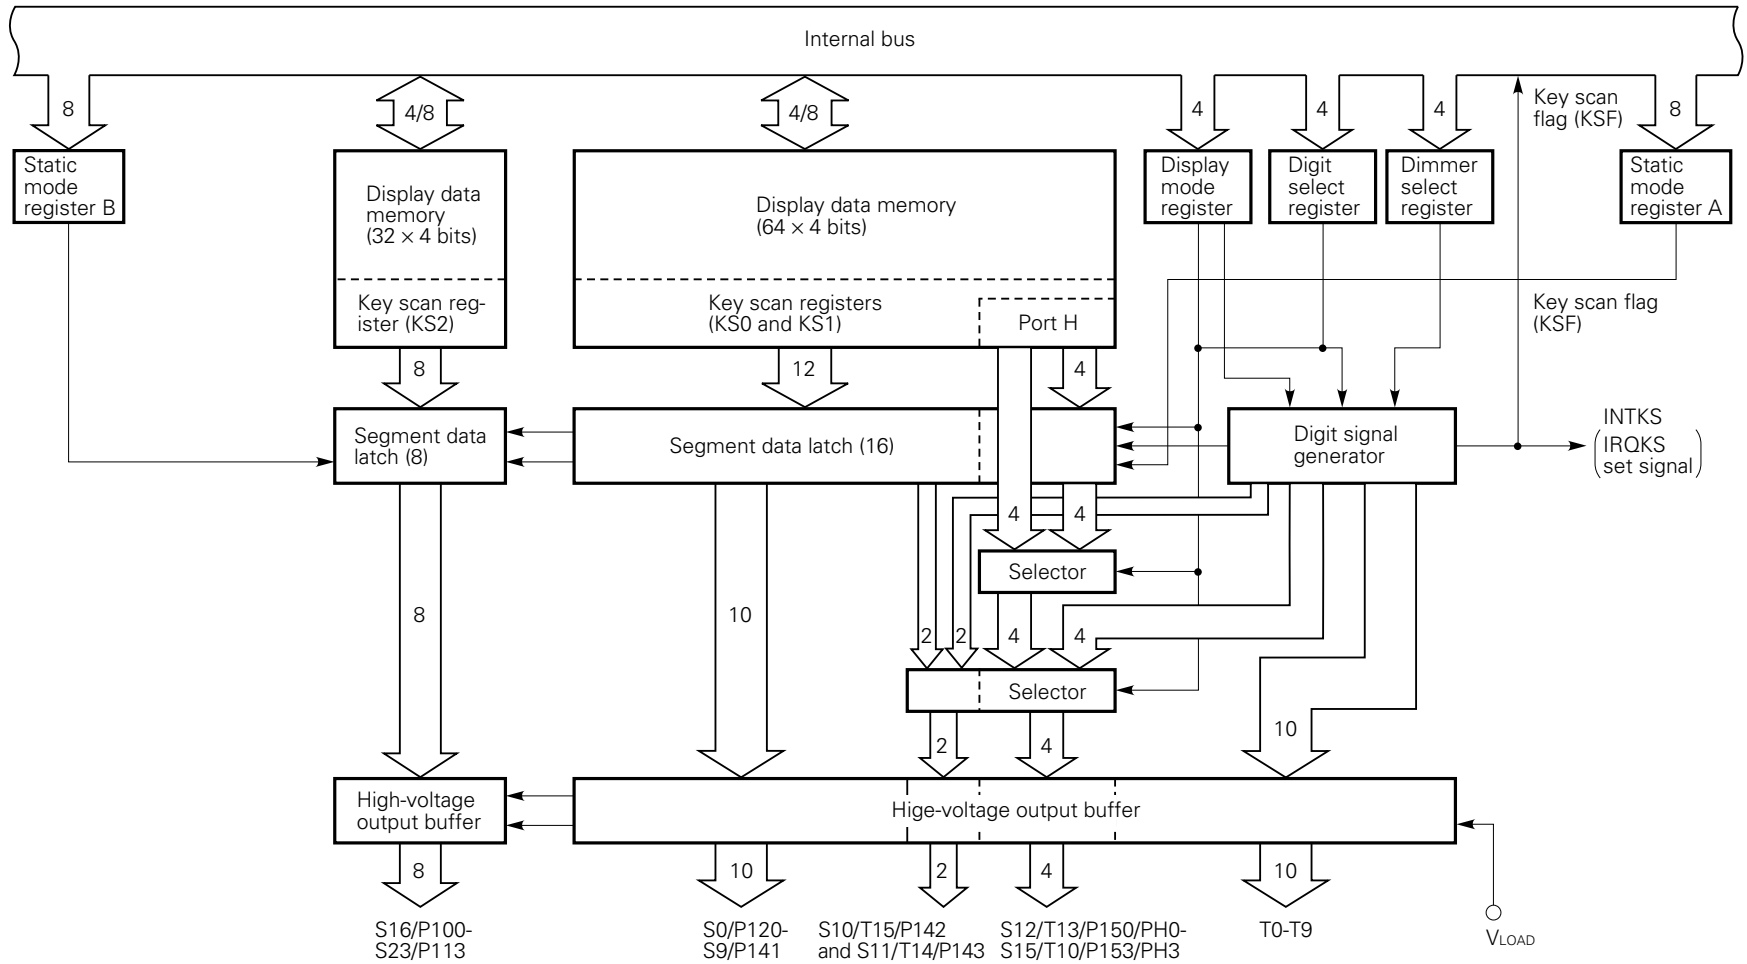 Internal bus
8
4/8
4/8
4
4
4
Key scan
flag (KSF)
8
Static
mode
register B
Display data
memory
(32 × 4 bits)
Display data memory
(64 × 4 bits)
Display
mode
register
Digit
select
register
Dimmer
select
register
Static
mode
register A
Key scan reg-
ister (KS2)
Key scan registers
(KS0 and KS1)
Port H
Key scan flag
(KSF)
8
12
4
Segment data
latch (8)
Segment data latch (16)
Digit signal
generator
INTKS
IRQKS
set signal
4
4
Selector
8
10
2
2
4
4
Selector
10
2
4
High-voltage
output buffer
Hige-voltage output buffer
8
10
2
4
10
S16/P100-
S23/P113
S0/P120-
S9/P141
S10/T15/P142
and S11/T14/P143
S12/T13/P150/PH0-
S15/T10/P153/PH3
T0-T9
VLOAD